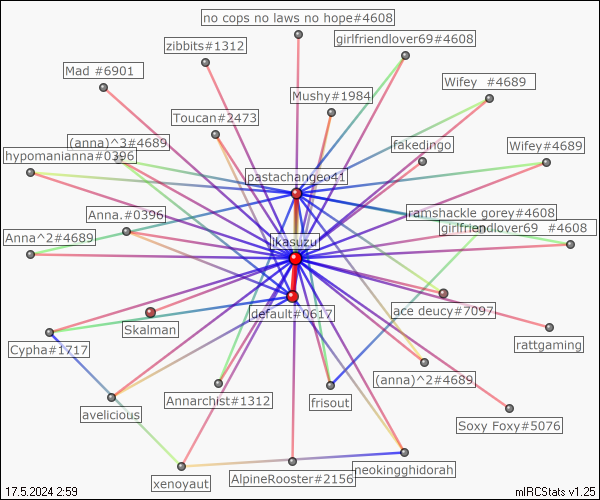 no cops no laws no hope#4608
zibbits#1312
girlfriendlover69#4608
Mad #6901
Wifey #4689
Mushy#1984
Toucan#2473
(anna)^3#4689
fakedingo
Wifey#4689
hypomanianna#0396
pastachangeo41
Anna.#0396
ramshackle gorey#4608
girlfriendlover69 #4608
Anna^2#4689
ikasuzu
ace deucy#7097
default#0617
Skalman
rattgaming
Cypha#1717
(anna)^2#4689
Annarchist#1312
frisout
avelicious
Soxy Foxy#5076
neokingghidorah
AlpineRooster#2156
xenoyaut
17.5.2024 2:59
mIRCStats v1.25